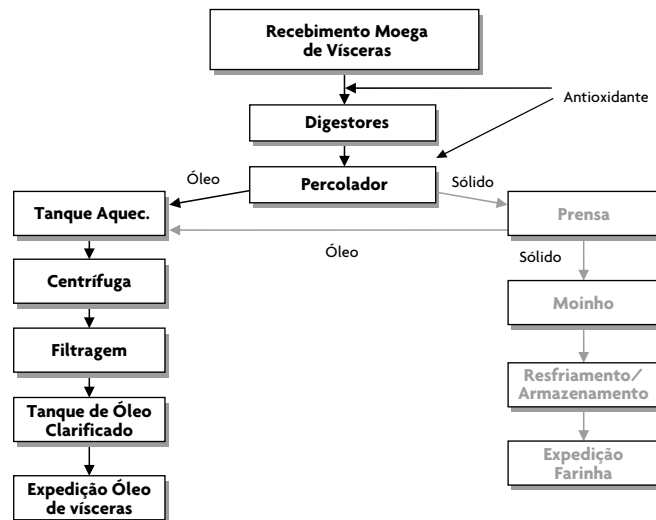 Recebimento Moega
de Vísceras
Antioxidante
Digestores
Percolador
Óleo
Sólido
Tanque Aquec.
Prensa
Óleo
Sólido
Centrífuga
Moinho
Filtragem
Resfriamento/
Armazenamento
Tanque de Óleo
Clarificado
Expedição
Farinha
Expedição Óleo
de vísceras